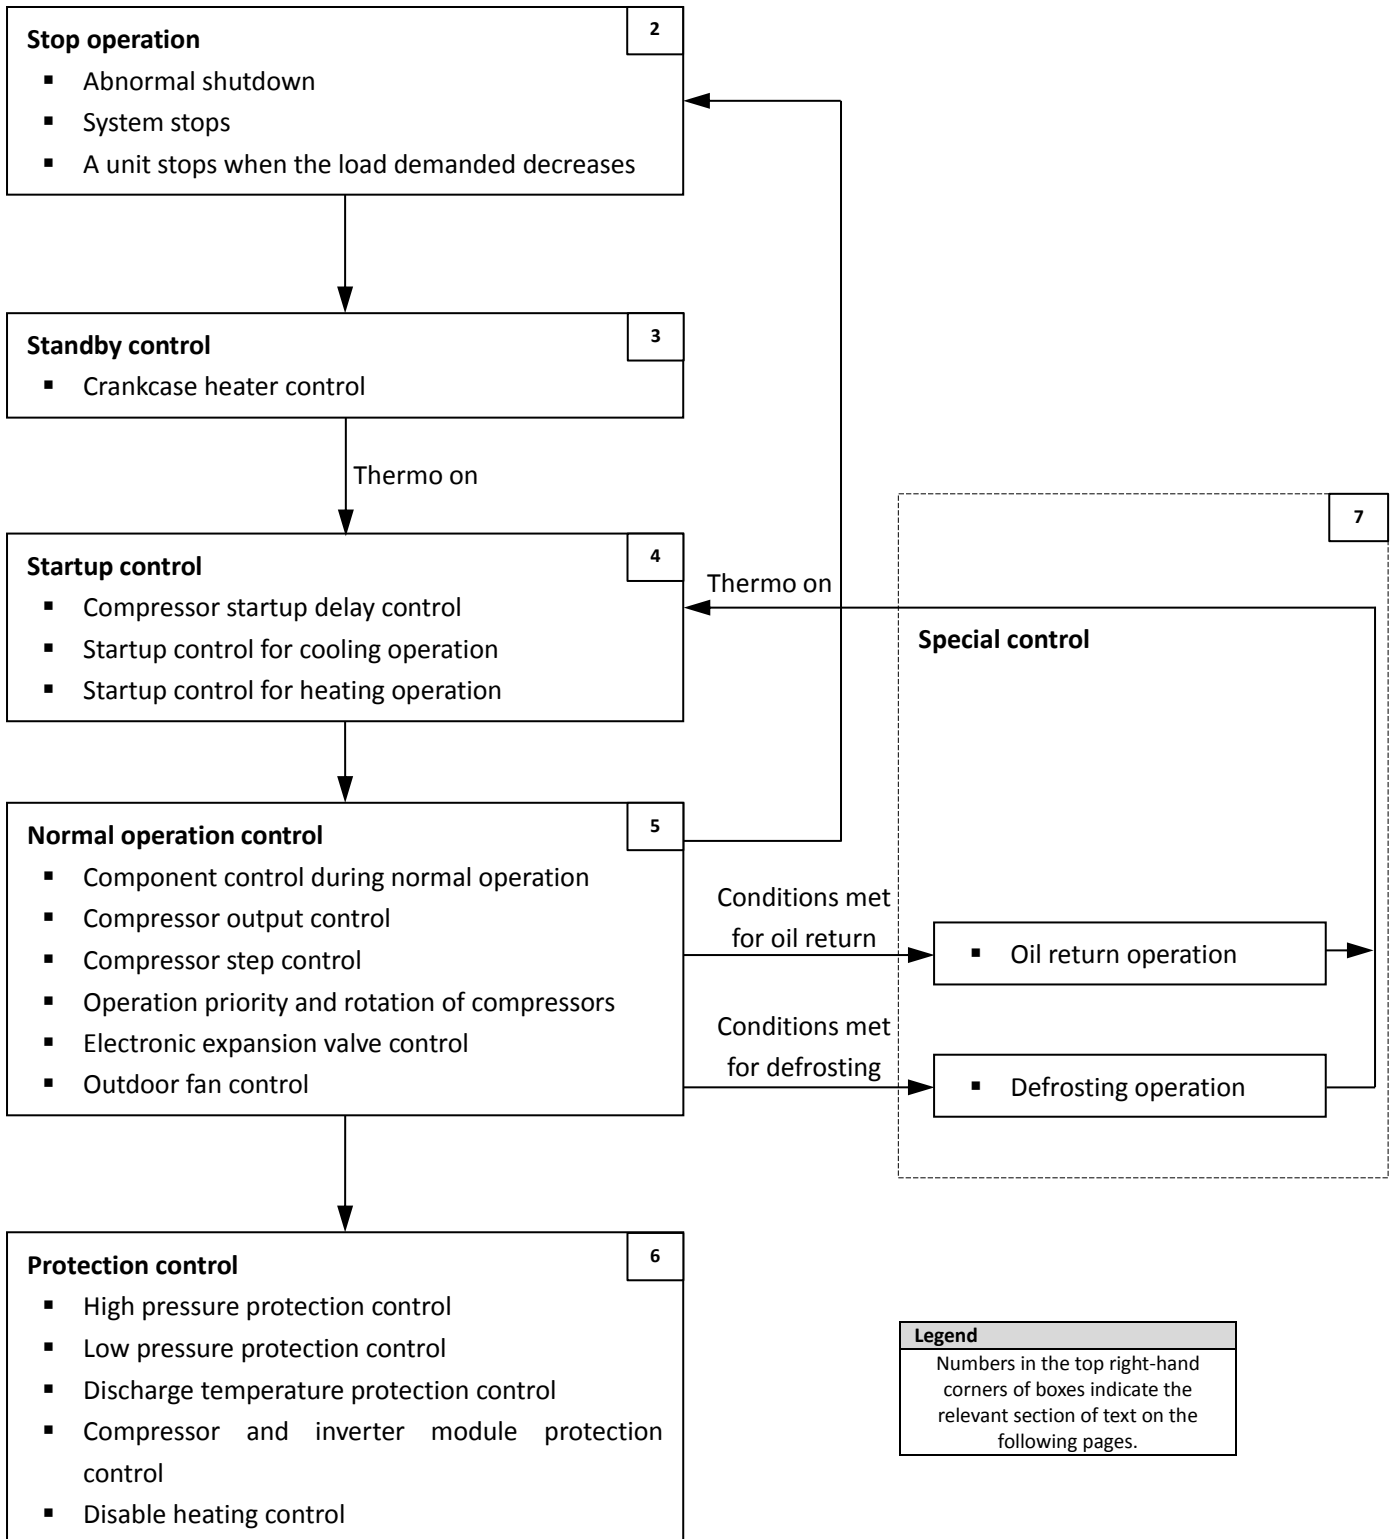 Stop operation
2
▪ Abnormal shutdown
▪ System stops
▪ A unit stops when the load demanded decreases
Standby control
3
▪ Crankcase heater control
Thermo on
Startup control
4
▪ Compressor startup delay control
▪ Startup control for cooling operation
▪ Startup control for heating operation
Thermo on
7
Special control
Normal operation control
5
▪ Component control during normal operation
▪ Compressor output control
▪ Compressor step control
▪ Operation priority and rotation of compressors
▪ Electronic expansion valve control
▪ Outdoor fan control
Conditions met
for oil return
▪ Oil return operation
Conditions met
for defrosting
▪ Defrosting operation
Protection control
6
▪ High pressure protection control
▪ Low pressure protection control
▪ Discharge temperature protection control
▪ Compressor and inverter module protection
control
▪ Disable heating control
Legend
Numbers in the top right-hand
corners of boxes indicate the
relevant section of text on the
following pages.